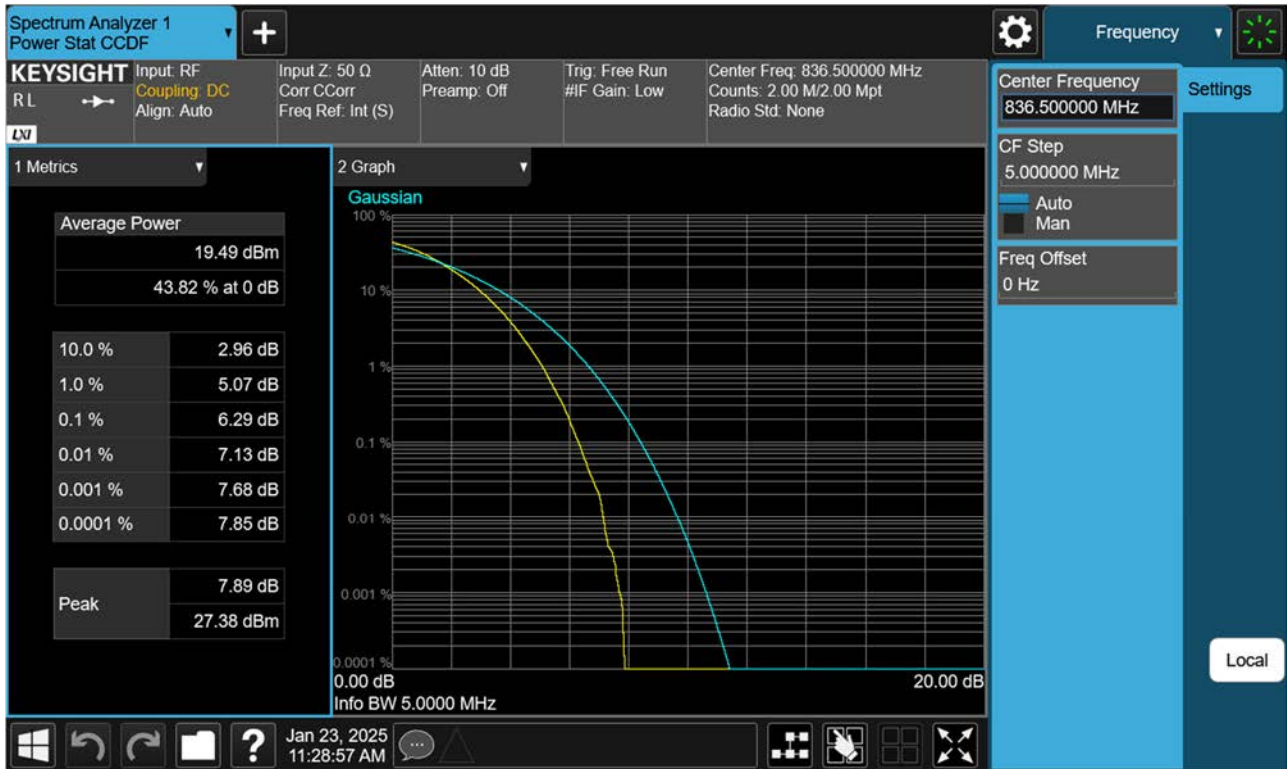 Spectrum Analyzer 1
Power Stat CCDF
+
Frequency
KEYSIGHT
R L
LXI
Input: RF
Coupling: DC
Align: Auto
Input Z: 50 Ω
Corr CCorr
Freq Ref: Int (S)
Atten: 10 dB
Preamp: Off
Trig: Free Run
#IF Gain: Low
Center Freq: 836.500000 MHz
Counts: 2.00 M/2.00 Mpt
Radio Std: None
Center Frequency
836.500000 MHz
Settings
CF Step
5.000000 MHz
Auto
Man
Freq Offset
0 Hz
Local
1 Metrics
Average Power
19.49 dBm
43.82 % at 0 dB
10.0 % 2.96 dB
1.0 % 5.07 dB
0.1 % 6.29 dB
0.01 % 7.13 dB
0.001 % 7.68 dB
0.0001 % 7.85 dB
Peak
7.89 dB
27.38 dBm
2 Graph
Gaussian
100 %
10 %
1 %
0.1 %
0.01 %
0.001 %
0.0001 %
0.00 dB 20.00 dB
Info BW 5.0000 MHz
?
Jan 23, 2025
11:28:57 AM